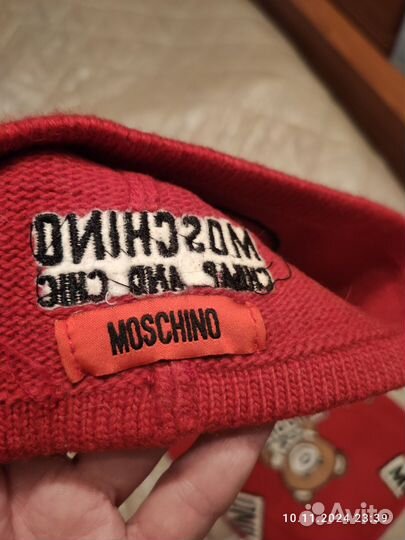 MOSCHINO
CHEAP AND CHIC
MOSCHINO
Avito
10.11.2024 23:39